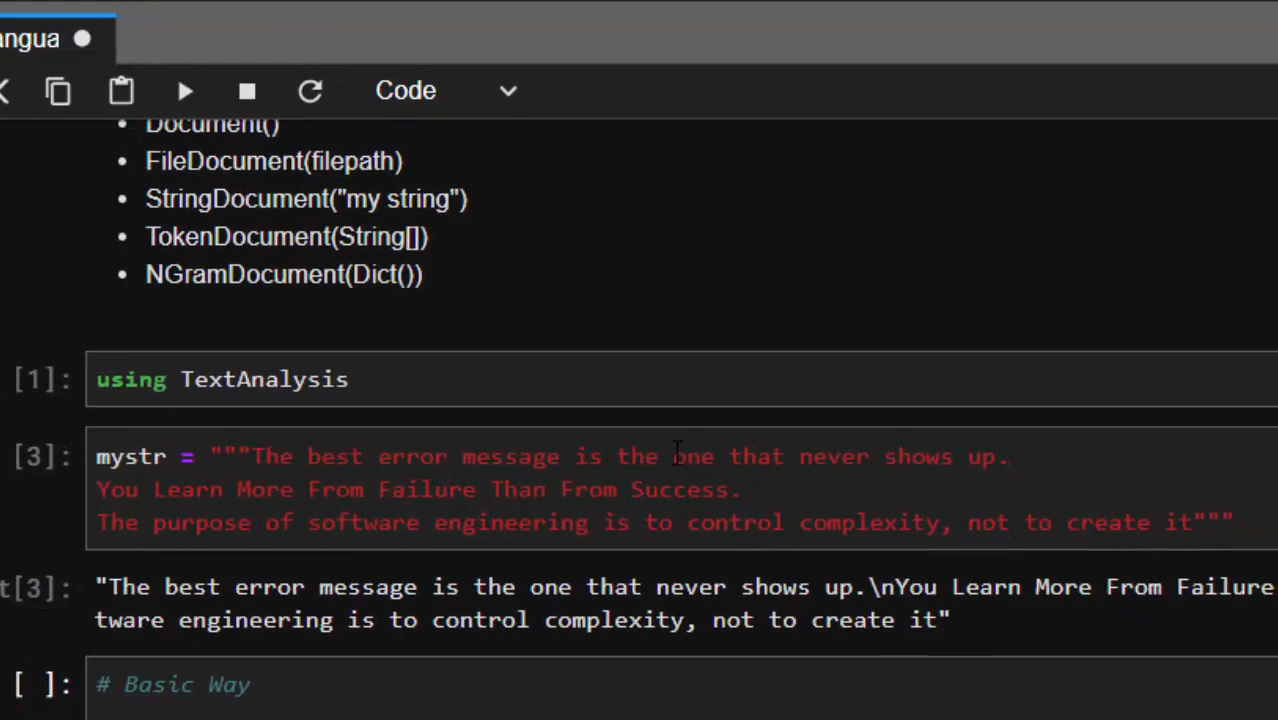 angua
Code
Document()
FileDocument(filepath)
StringDocument("my string")
TokenDocument(String[])
NGramDocument(Dict())
[1]: using TextAnalysis
[3]: mystr = """The best error message is the one that never shows up.
You Learn More From Failure Than From Success.
The purpose of software engineering is to control complexity, not to create it"""
t[3]: "The best error message is the one that never shows up.\nYou Learn More From Failure
tware engineering is to control complexity, not to create it"
[ ]: # Basic Way